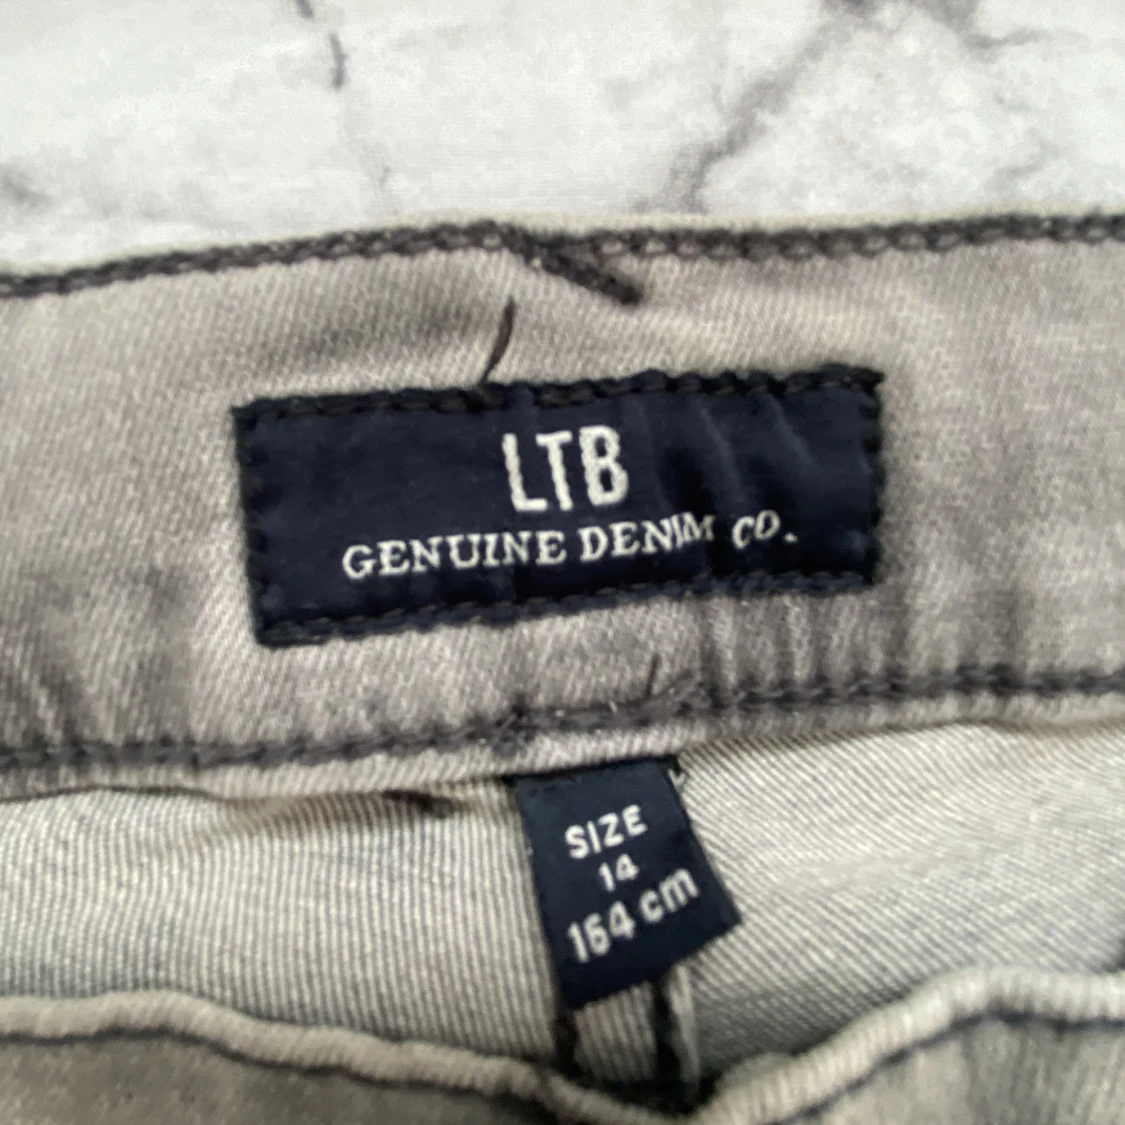 LTB
GENUINE DENIM CO.
SIZE
14
164 cm